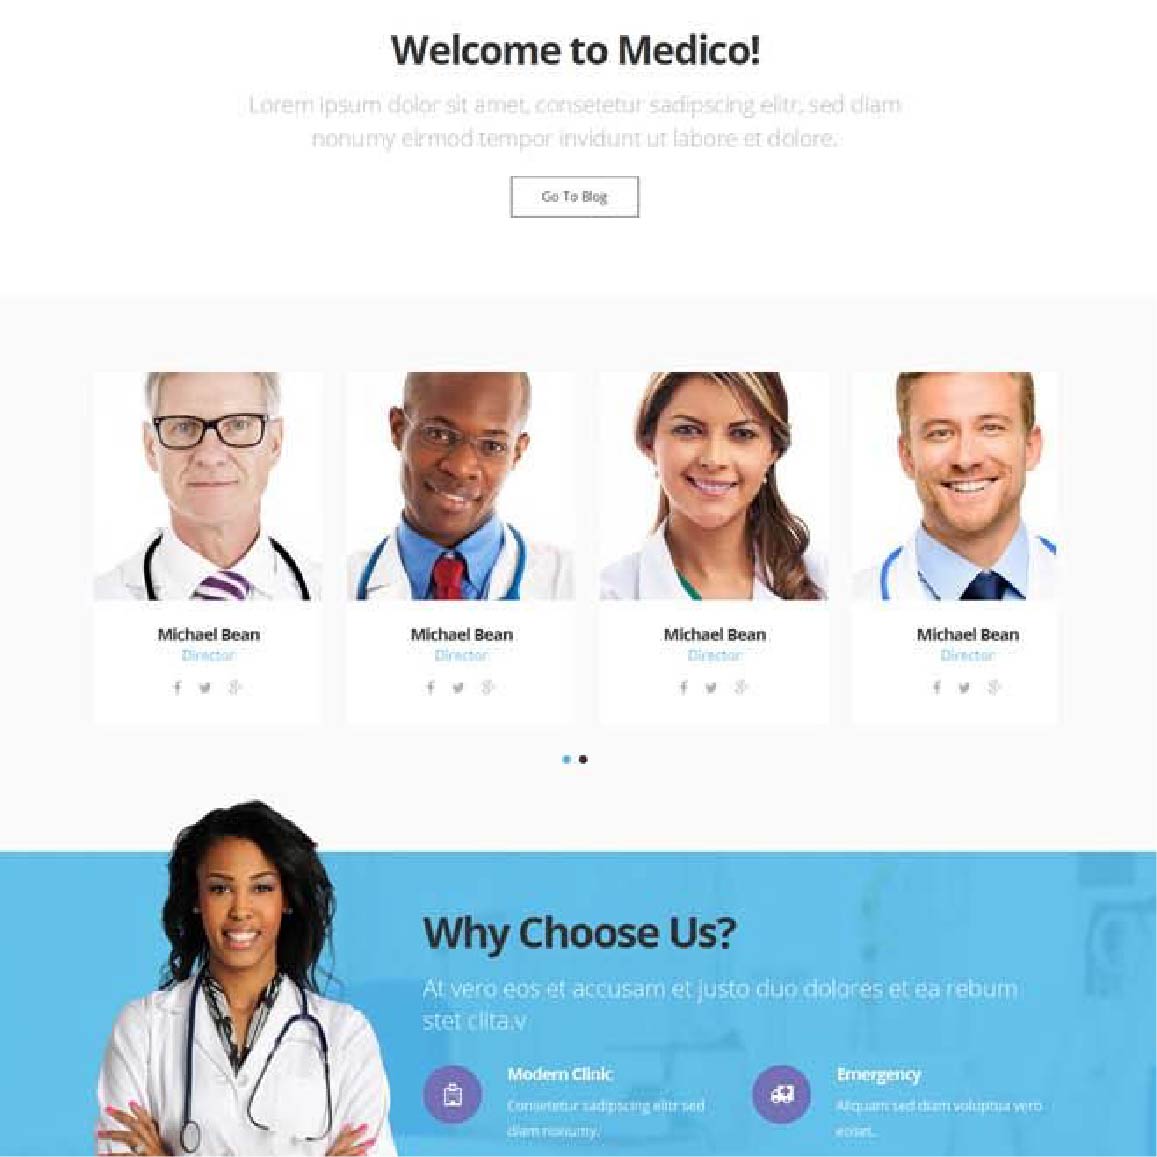 Welcome to Medico!
Lorem ipsum dolor sit amet, consetetur sadipscing elitr, sed diam
nonumy eirmod tempor invidunt ut labore et dolore.
Go To Blog
Michael Bean
Director
Michael Bean
Director
Michael Bean
Director
Michael Bean
Director
Why Choose Us?
At vero eos et accusam et justo duo dolores et ea rebum
stet clita.v
Modern Clinic
Consetetur sadipscing elitr sed
diam nonumy.
Emergency
Aliquam sed diam voluptua vero
eoset.